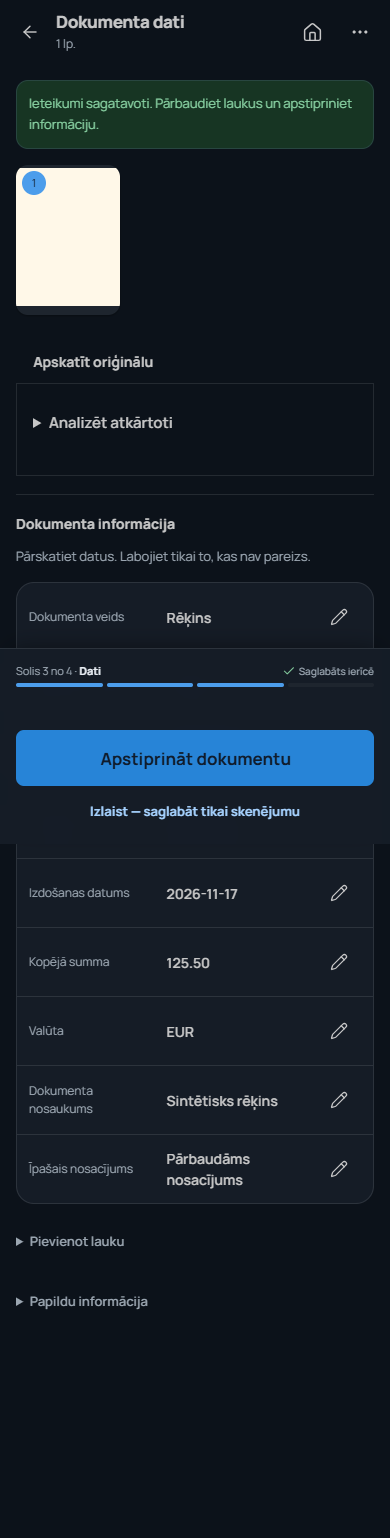 Dokumenta dati
1 lp.
Ieteikumi sagatavoti. Pārbaudiet laukus un apstipriniet
informāciju.
1
Apskatīt oriģinālu
Analizēt atkārtoti
Dokumenta informācija
Pārskatiet datus. Labojiet tikai to, kas nav pareizs.
Dokumenta veids
Rēķins
Solis 3 no 4 · Dati
Saglabāts ierīcē
Apstiprināt dokumentu
Izlaist — saglabāt tikai skenējumu
Izdošanas datums
2026-11-17
Kopējā summa
125.50
Valūta
EUR
Dokumenta
nosaukums
Sintētisks rēķins
Īpašais nosacījums
Pārbaudāms
nosacījums
Pievienot lauku
Papildu informācija